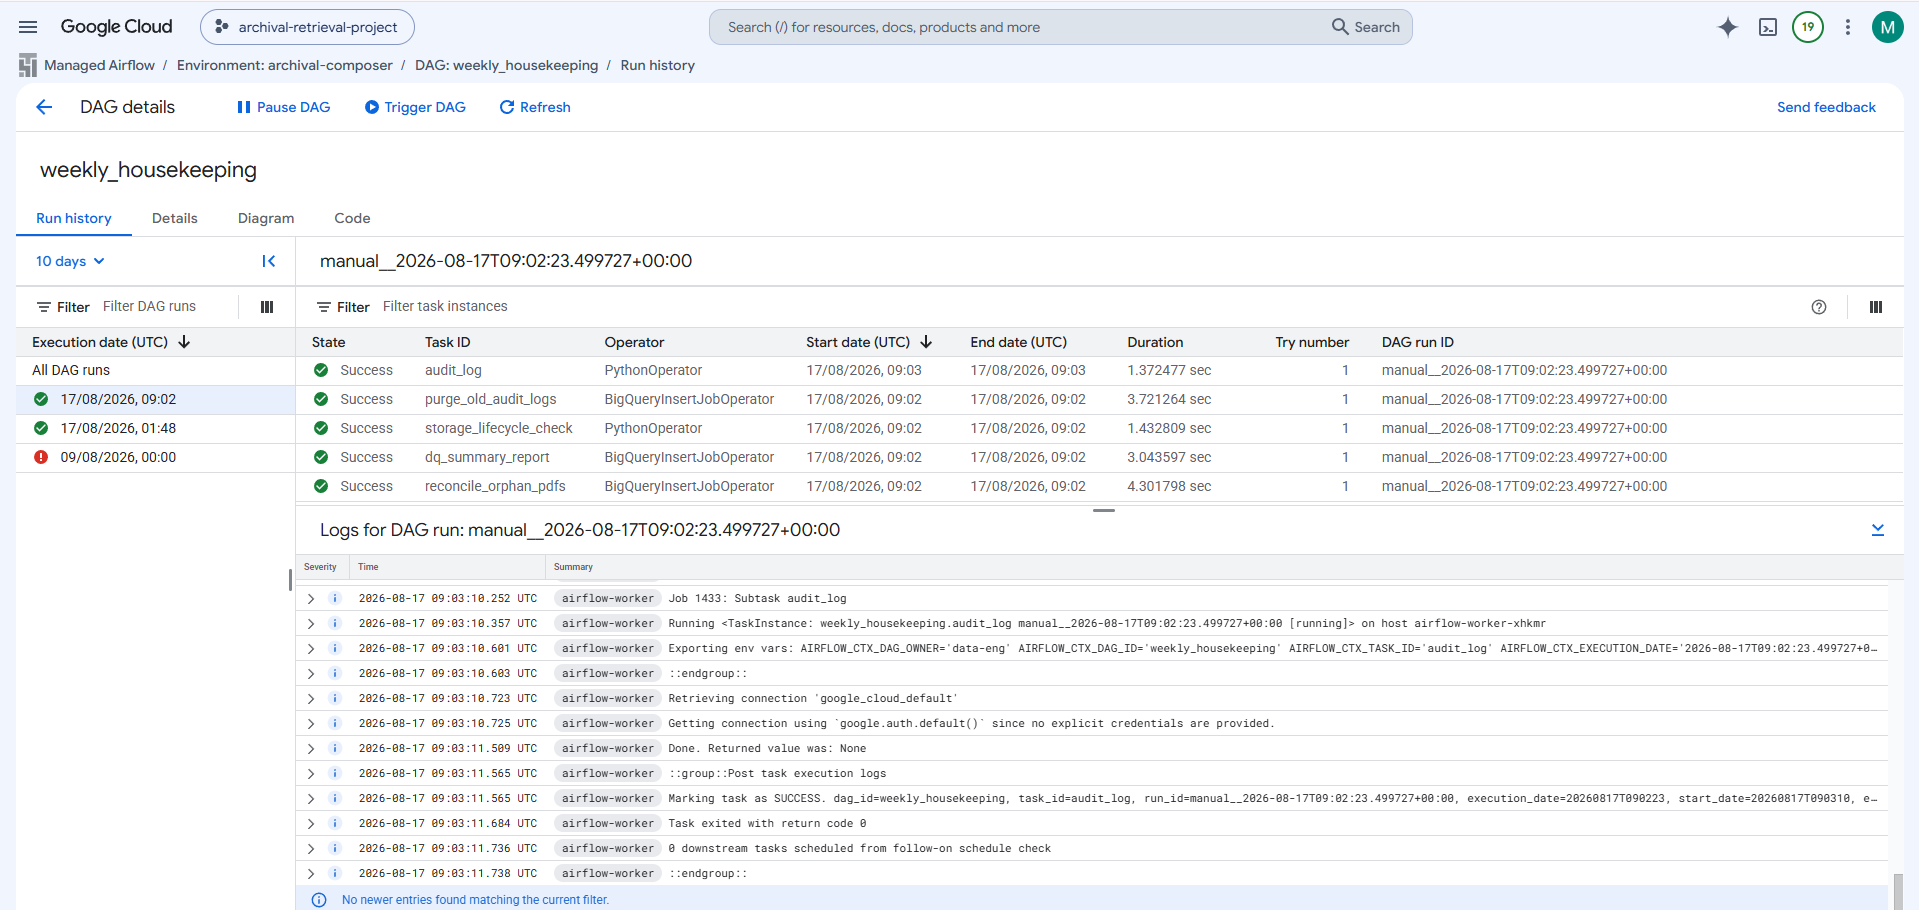 Google Cloud archival-retrieval-project Search (/) for resources, docs, products and more Search 19 M
Managed Airflow / Environment: archival-composer / DAG: weekly_housekeeping / Run history
DAG details Pause DAG Trigger DAG Refresh Send feedback
weekly_housekeeping
Run history Details Diagram Code
10 days
manual__2026-08-17T09:02:23.499727+00:00
Filter Filter DAG runs
Filter Filter task instances
Execution date (UTC)
All DAG runs
17/08/2026, 09:02
17/08/2026, 01:48
09/08/2026, 00:00
State Task ID Operator Start date (UTC) End date (UTC) Duration Try number DAG run ID
Success audit_log PythonOperator 17/08/2026, 09:03 17/08/2026, 09:03 1.372477 sec 1 manual__2026-08-17T09:02:23.499727+00:00
Success purge_old_audit_logs BigQueryInsertJobOperator 17/08/2026, 09:02 17/08/2026, 09:02 3.721264 sec 1 manual__2026-08-17T09:02:23.499727+00:00
Success storage_lifecycle_check PythonOperator 17/08/2026, 09:02 17/08/2026, 09:02 1.432809 sec 1 manual__2026-08-17T09:02:23.499727+00:00
Success dq_summary_report BigQueryInsertJobOperator 17/08/2026, 09:02 17/08/2026, 09:02 3.043597 sec 1 manual__2026-08-17T09:02:23.499727+00:00
Success reconcile_orphan_pdfs BigQueryInsertJobOperator 17/08/2026, 09:02 17/08/2026, 09:02 4.301798 sec 1 manual__2026-08-17T09:02:23.499727+00:00
Logs for DAG run: manual__2026-08-17T09:02:23.499727+00:00
Severity Time Summary
2026-08-17 09:03:10.252 UTC airflow-worker Job 1433: Subtask audit_log
2026-08-17 09:03:10.357 UTC airflow-worker Running <TaskInstance: weekly_housekeeping.audit_log manual__2026-08-17T09:02:23.499727+00:00 [running]> on host airflow-worker-xhkmr
2026-08-17 09:03:10.601 UTC airflow-worker Exporting env vars: AIRFLOW_CTX_DAG_OWNER='data-eng' AIRFLOW_CTX_DAG_ID='weekly_housekeeping' AIRFLOW_CTX_TASK_ID='audit_log' AIRFLOW_CTX_EXECUTION_DATE='2026-08-17T09:02:23.499727+0…
2026-08-17 09:03:10.603 UTC airflow-worker ::endgroup::
2026-08-17 09:03:10.723 UTC airflow-worker Retrieving connection 'google_cloud_default'
2026-08-17 09:03:10.725 UTC airflow-worker Getting connection using `google.auth.default()` since no explicit credentials are provided.
2026-08-17 09:03:11.509 UTC airflow-worker Done. Returned value was: None
2026-08-17 09:03:11.565 UTC airflow-worker ::group::Post task execution logs
2026-08-17 09:03:11.565 UTC airflow-worker Marking task as SUCCESS. dag_id=weekly_housekeeping, task_id=audit_log, run_id=manual__2026-08-17T09:02:23.499727+00:00, execution_date=20260817T090223, start_date=20260817T090310, e…
2026-08-17 09:03:11.684 UTC airflow-worker Task exited with return code 0
2026-08-17 09:03:11.736 UTC airflow-worker 0 downstream tasks scheduled from follow-on schedule check
2026-08-17 09:03:11.738 UTC airflow-worker ::endgroup::
No newer entries found matching the current filter.